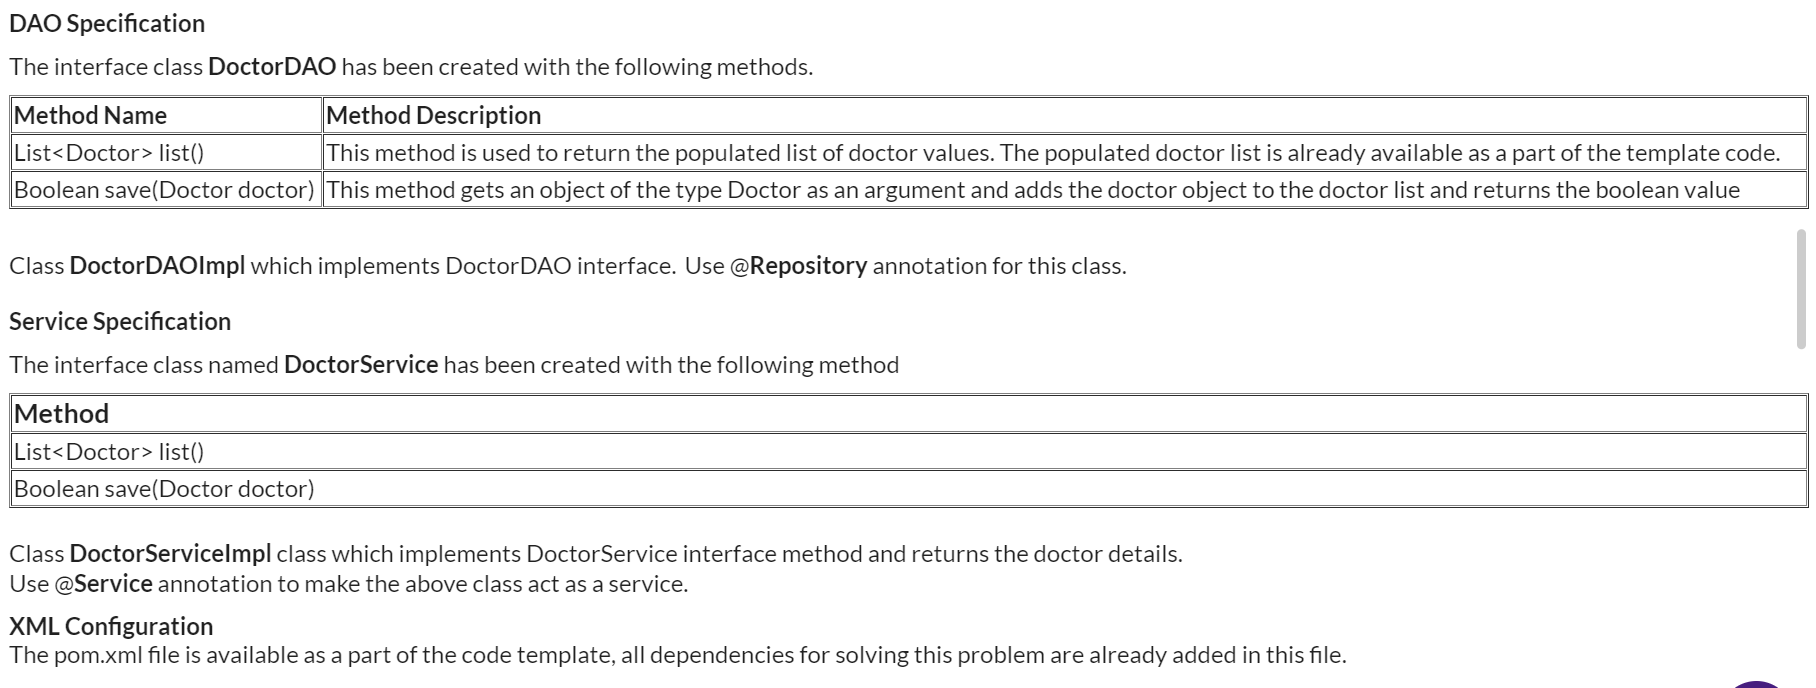 DAO Specification
The interface class DoctorDAO has been created with the following methods.
Method Name Method Description
List<Doctor> list() This method is used to return the populated list of doctor values. The populated doctor list is already available as a part of the template code.
Boolean save(Doctor doctor) This method gets an object of the type Doctor as an argument and adds the doctor object to the doctor list and returns the boolean value
Class DoctorDAOImpl which implements DoctorDAO interface. Use @Repository annotation for this class.
Service Specification
The interface class named DoctorService has been created with the following method
Method
List<Doctor> list()
Boolean save(Doctor doctor)
Class DoctorServiceImpl class which implements DoctorService interface method and returns the doctor details.
Use @Service annotation to make the above class act as a service.
XML Configuration
The pom.xml file is available as a part of the code template, all dependencies for solving this problem are already added in this file.